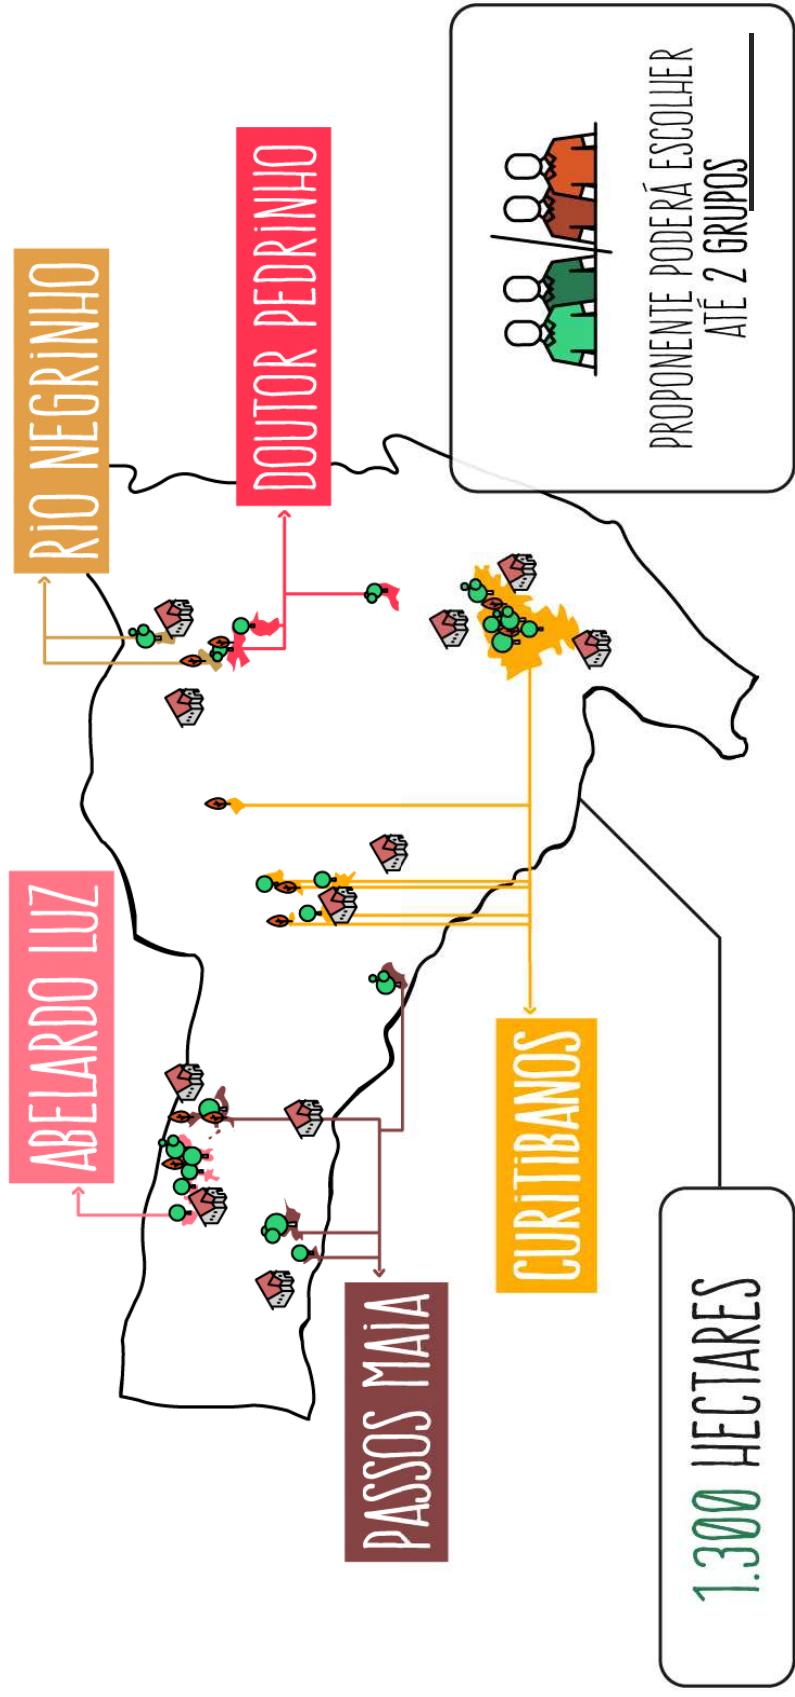 ABELARDO LUZ
RIO NEGRINHO
DOUTOR PEDRINHO
PASSOS MAIA
CURITIBANOS
1.300 HECTARES
PROPONENTE PODERÁ ESCOLHER
ATÉ 2 GRUPOS